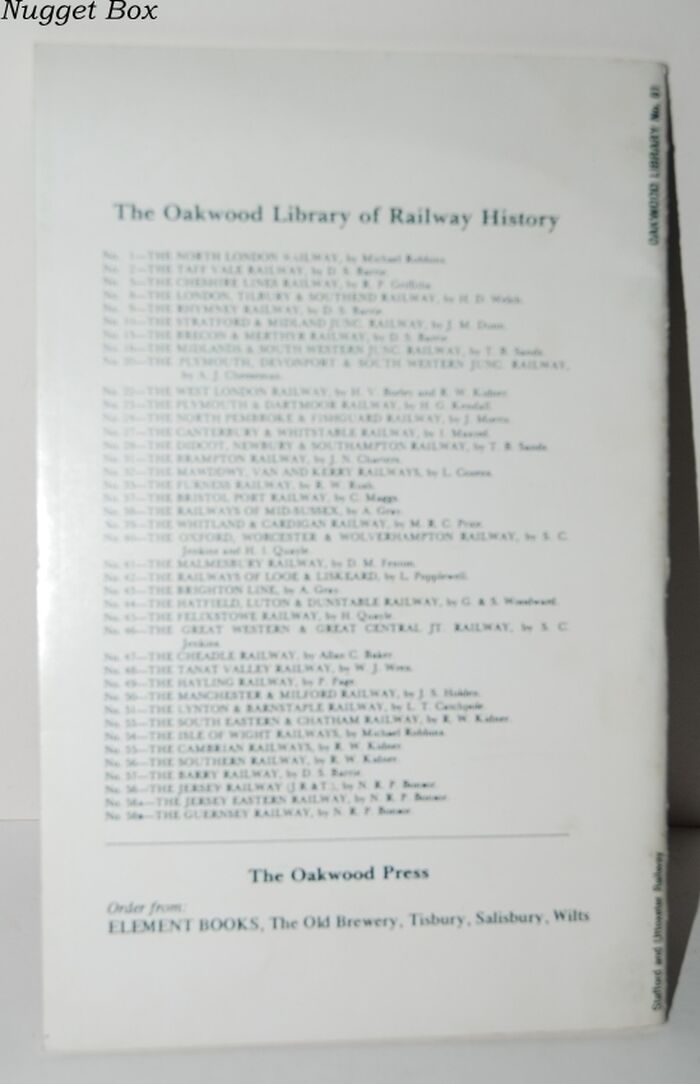 Nugget Box
The Oakwood Library of Railway History
No. 1—THE NORTH LONDON RAILWAY, by Michael Robbins.
No. 2—THE TAFF VALE RAILWAY, by D. S. Barrie.
No. 5—THE CHESHIRE LINES RAILWAY, by R. P. Griffiths.
No. 8—THE LONDON, TILBURY & SOUTHEND RAILWAY, by H. D. Welch.
No. 9—THE RHYMNEY RAILWAY, by D. S. Barrie.
No. 10—THE STRATFORD & MIDLAND JUNC. RAILWAY, by J. M. Dunn.
No. 13—THE BRECON & MERTHYR RAILWAY, by D. S. Barrie.
THE MIDLANDS & SOUTH WESTERN JUNC. RAILWAY, by T. B. Sands.
No. 20—THE PLYMOUTH, DEVONPORT & SOUTH WESTERN JUNC. RAILWAY,
by A. J. Cheesman.
No. 22—THE WEST LONDON RAILWAY, by H. V. Borley and R. W. Kidner.
No. 23—THE PLYMOUTH & DARTMOOR RAILWAY, by H. G. Kendall.
No. 24—THE NORTH PEMBROKE & FISHGUARD RAILWAY, by J. Morris.
No. 27—THE CANTERBURY & WHITSTABLE RAILWAY, by I. Maxted.
No. 28—THE DIDCOT, NEWBURY & SOUTHAMPTON RAILWAY, by T. B. Sands.
No. 31—THE BRAMPTON RAILWAY, by J. N. Charters.
No. 32—THE MAWDDWY, VAN AND KERRY RAILWAYS, by L. Cozens.
No. 35—THE FURNESS RAILWAY, by R. W. Rush.
No. 37—THE BRISTOL PORT RAILWAY, by C. Maggs.
No. 38—THE RAILWAYS OF MID-SUSSEX, by A. Gray.
No. 39—THE WHITLAND & CARDIGAN RAILWAY, by M. R. C. Price.
No. 40—THE OXFORD, WORCESTER & WOLVERHAMPTON RAILWAY, by S. C.
Jenkins and H. I. Quayle.
No. 41—THE MALMESBURY RAILWAY, by D. M. Fenton.
No. 42—THE RAILWAYS OF LOOE & LISKEARD, by L. Popplewell.
No. 43—THE BRIGHTON LINE, by A. Gray.
No. 44—THE HATFIELD, LUTON & DUNSTABLE RAILWAY, by G. & S. Woodward.
No. 45—THE FELIXSTOWE RAILWAY, by H. Quayle.
No. 46—THE GREAT WESTERN & GREAT CENTRAL JT. RAILWAY, by S. C.
Jenkins.
No. 47—THE CHEADLE RAILWAY, by Allan C. Baker.
No. 48—THE TANAT VALLEY RAILWAY, by W. J. Wren.
No. 49—THE HAYLING RAILWAY, by P. Paye.
No. 50—THE MANCHESTER & MILFORD RAILWAY, by J. S. Holden.
No. 51—THE LYNTON & BARNSTAPLE RAILWAY, by L. T. Catchpole.
THE SOUTH EASTERN & CHATHAM RAILWAY, by R. W. Kidner.
No. 54—THE ISLE OF WIGHT RAILWAYS, by Michael Robbins.
No. 55—THE CAMBRIAN RAILWAYS, by R. W. Kidner.
No. 56—THE SOUTHERN RAILWAY, by R. W. Kidner.
No. 57—THE BARRY RAILWAY, by D. S. Barrie.
No. 58—THE JERSEY RAILWAY (J.R.&T.), by N. R. P. Bonsor.
No. 58a—THE JERSEY EASTERN RAILWAY, by N. R. P. Bonsor.
THE GUERNSEY RAILWAY, by N. R. P. Bonsor.
The Oakwood Press
Order from:
ELEMENT BOOKS, The Old Brewery, Tisbury, Salisbury, Wilts
OAKWOOD LIBRARY No.
Stafford and Uttoxeter Railway